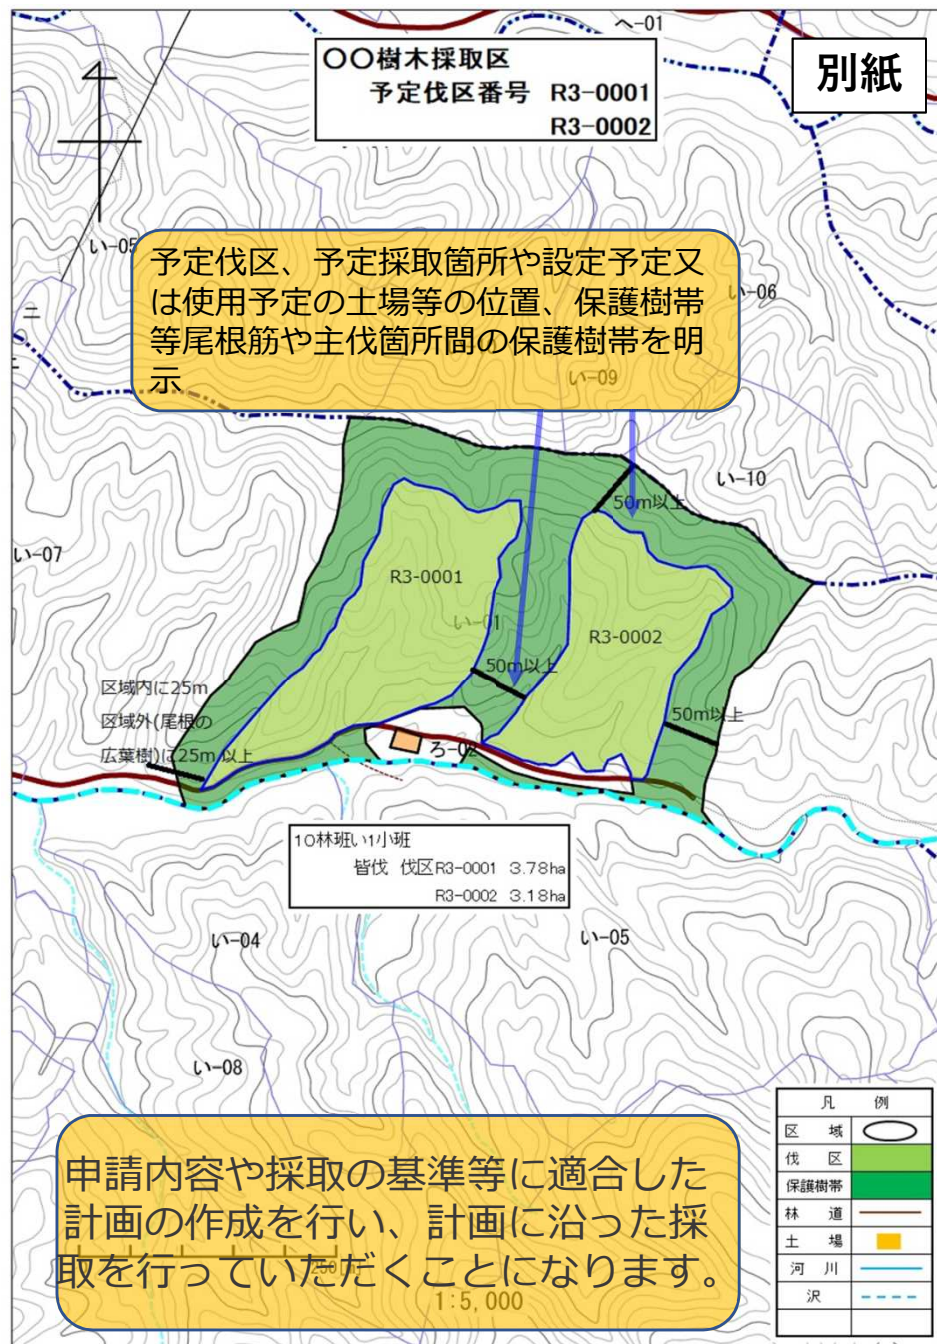 へ-01
〇〇樹木採取区
予定伐区番号 R3-0001
R3-0002
別紙
い-05
予定伐区、予定採取箇所や設定予定又
は使用予定の土場等の位置、保護樹帯
等尾根筋や主伐箇所間の保護樹帯を明
示
い-06
ニ
い-09
い-10
50m以上
い-07
R3-0001
い-01
R3-0002
50m以上
区域内に25m
区域外(尾根の
広葉樹)に25m 以上
50m以上
ろ-02
10林班い1小班
皆伐 伐区R3-0001 3.78ha
R3-0002 3.18ha
い-04
い-05
い-08
申請内容や採取の基準等に適合した
計画の作成を行い、計画に沿った採
取を行っていただくことになります。
1:5,000
凡 例
区 域
伐 区
保護樹帯
林 道
土 場
河 川
沢